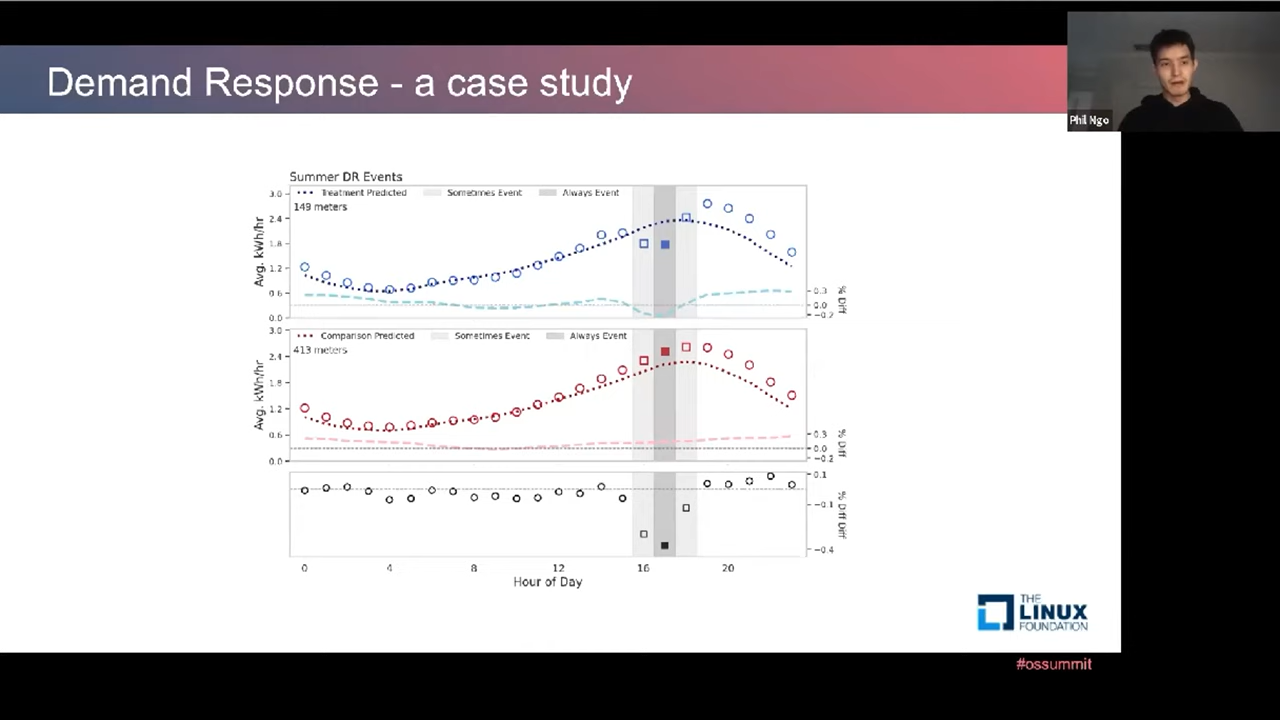 Demand Response - a case study
Phil Ngo
Summer DR Events
Treatment Predicted Sometimes Event Always Event
149 meters
3.0
2.4
1.8
1.2
0.6
0.0
Avg. kWh/hr
0.3
0.0
−0.2
% Diff
Comparison Predicted Sometimes Event Always Event
413 meters
3.0
2.4
1.8
1.2
0.6
0.0
Avg. kWh/hr
0.3
0.0
−0.2
% Diff
0.1
−0.1
−0.4
% Diff Diff
0 4 8 12 16 20
Hour of Day
THE
LINUX
FOUNDATION
#ossummit